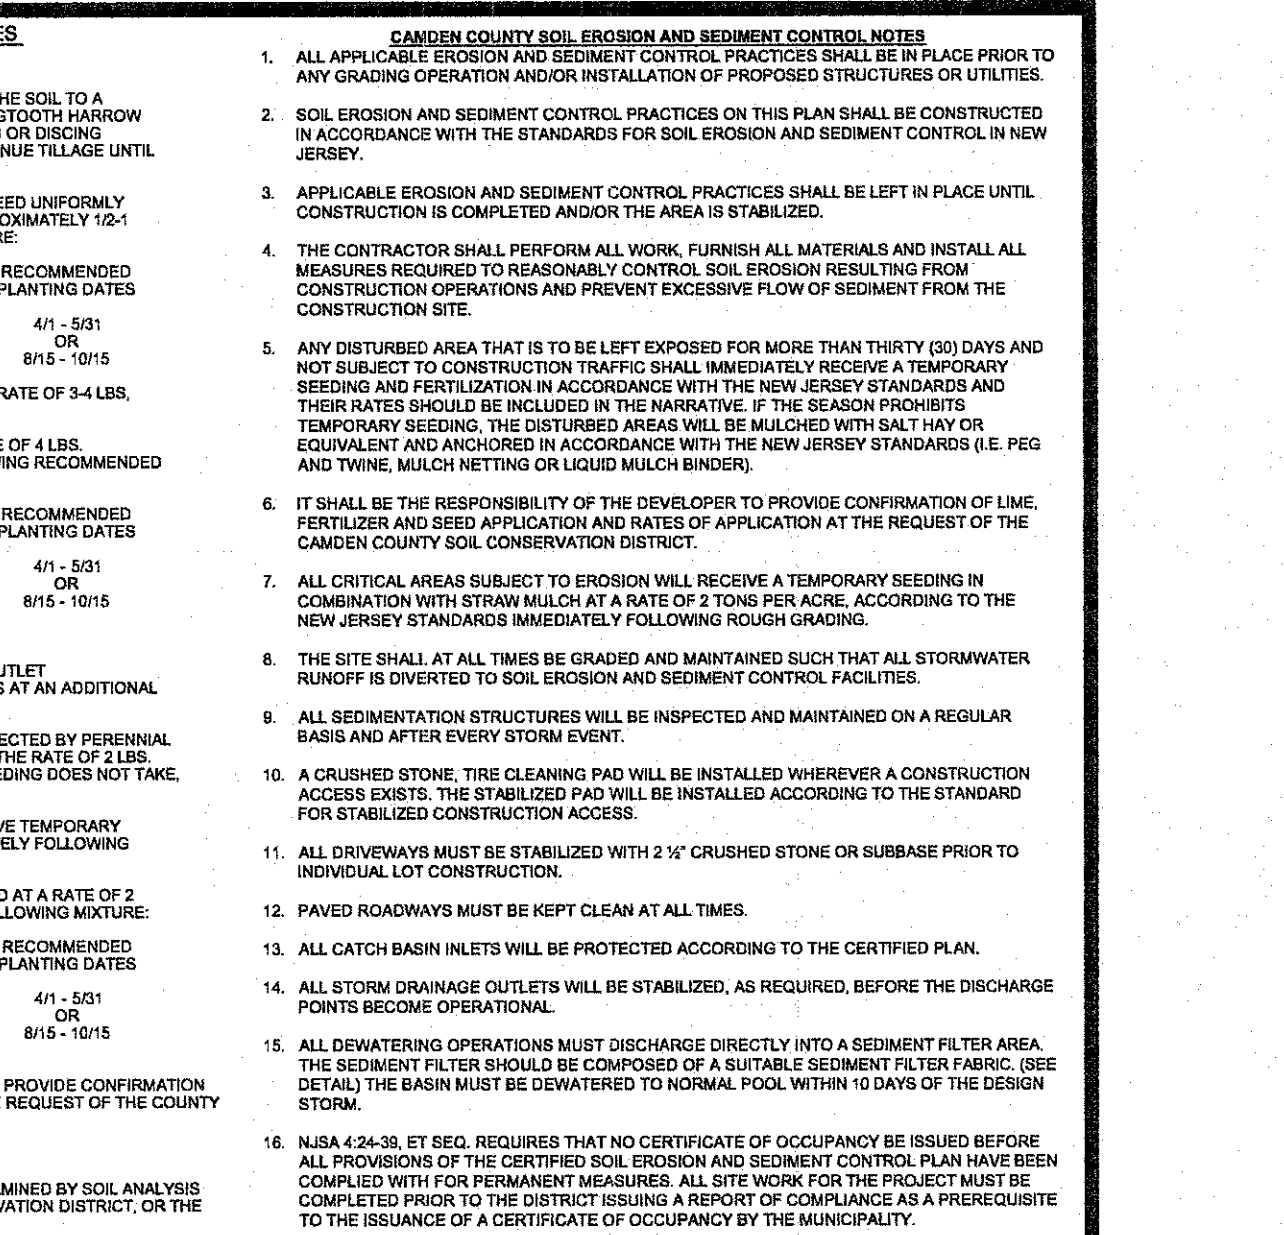 ES
HE SOIL TO A
GTOOTH HARROW
OR DISCING
NUE TILLAGE UNTIL
EED UNIFORMLY
OXIMATELY 1/2-1
RE:
RECOMMENDED
PLANTING DATES
4/1 - 5/31
OR
8/15 - 10/15
RATE OF 3-4 LBS,
E OF 4 LBS.
ING RECOMMENDED
RECOMMENDED
PLANTING DATES
4/1 - 5/31
OR
8/15 - 10/15
UTLET
S AT AN ADDITIONAL
ECTED BY PERENNIAL
THE RATE OF 2 LBS.
EDING DOES NOT TAKE,
VE TEMPORARY
ELY FOLLOWING
D AT A RATE OF 2
LLOWING MIXTURE:
RECOMMENDED
PLANTING DATES
4/1 - 5/31
OR
8/15 - 10/15
PROVIDE CONFIRMATION
REQUEST OF THE COUNTY
MINED BY SOIL ANALYSIS
VATION DISTRICT, OR THE
CAMDEN COUNTY SOIL EROSION AND SEDIMENT CONTROL NOTES
1. ALL APPLICABLE EROSION AND SEDIMENT CONTROL PRACTICES SHALL BE IN PLACE PRIOR TO
ANY GRADING OPERATION AND/OR INSTALLATION OF PROPOSED STRUCTURES OR UTILITIES.
2. SOIL EROSION AND SEDIMENT CONTROL PRACTICES ON THIS PLAN SHALL BE CONSTRUCTED
IN ACCORDANCE WITH THE STANDARDS FOR SOIL EROSION AND SEDIMENT CONTROL IN NEW
JERSEY.
3. APPLICABLE EROSION AND SEDIMENT CONTROL PRACTICES SHALL BE LEFT IN PLACE UNTIL
CONSTRUCTION IS COMPLETED AND/OR THE AREA IS STABILIZED.
4. THE CONTRACTOR SHALL PERFORM ALL WORK, FURNISH ALL MATERIALS AND INSTALL ALL
MEASURES REQUIRED TO REASONABLY CONTROL SOIL EROSION RESULTING FROM
CONSTRUCTION OPERATIONS AND PREVENT EXCESSIVE FLOW OF SEDIMENT FROM THE
CONSTRUCTION SITE.
5. ANY DISTURBED AREA THAT IS TO BE LEFT EXPOSED FOR MORE THAN THIRTY (30) DAYS AND
NOT SUBJECT TO CONSTRUCTION TRAFFIC SHALL IMMEDIATELY RECEIVE A TEMPORARY
SEEDING AND FERTILIZATION IN ACCORDANCE WITH THE NEW JERSEY STANDARDS AND
THEIR RATES SHOULD BE INCLUDED IN THE NARRATIVE. IF THE SEASON PROHIBITS
TEMPORARY SEEDING, THE DISTURBED AREAS WILL BE MULCHED WITH SALT HAY OR
EQUIVALENT AND ANCHORED IN ACCORDANCE WITH THE NEW JERSEY STANDARDS (I.E. PEG
AND TWINE, MULCH NETTING OR LIQUID MULCH BINDER).
6. IT SHALL BE THE RESPONSIBILITY OF THE DEVELOPER TO PROVIDE CONFIRMATION OF LIME,
FERTILIZER AND SEED APPLICATION AND RATES OF APPLICATION AT THE REQUEST OF THE
CAMDEN COUNTY SOIL CONSERVATION DISTRICT.
7. ALL CRITICAL AREAS SUBJECT TO EROSION WILL RECEIVE A TEMPORARY SEEDING IN
COMBINATION WITH STRAW MULCH AT A RATE OF 2 TONS PER ACRE, ACCORDING TO THE
NEW JERSEY STANDARDS IMMEDIATELY FOLLOWING ROUGH GRADING.
8. THE SITE SHALL AT ALL TIMES BE GRADED AND MAINTAINED SUCH THAT ALL STORMWATER
RUNOFF IS DIVERTED TO SOIL EROSION AND SEDIMENT CONTROL FACILITIES.
9. ALL SEDIMENTATION STRUCTURES WILL BE INSPECTED AND MAINTAINED ON A REGULAR
BASIS AND AFTER EVERY STORM EVENT.
10. A CRUSHED STONE, TIRE CLEANING PAD WILL BE INSTALLED WHEREVER A CONSTRUCTION
ACCESS EXISTS. THE STABILIZED PAD WILL BE INSTALLED ACCORDING TO THE STANDARD
FOR STABILIZED CONSTRUCTION ACCESS.
11. ALL DRIVEWAYS MUST BE STABILIZED WITH 2 ½" CRUSHED STONE OR SUBBASE PRIOR TO
INDIVIDUAL LOT CONSTRUCTION.
12. PAVED ROADWAYS MUST BE KEPT CLEAN AT ALL TIMES.
13. ALL CATCH BASIN INLETS WILL BE PROTECTED ACCORDING TO THE CERTIFIED PLAN.
14. ALL STORM DRAINAGE OUTLETS WILL BE STABILIZED, AS REQUIRED, BEFORE THE DISCHARGE
POINTS BECOME OPERATIONAL.
15. ALL DEWATERING OPERATIONS MUST DISCHARGE DIRECTLY INTO A SEDIMENT FILTER AREA.
THE SEDIMENT FILTER SHOULD BE COMPOSED OF A SUITABLE SEDIMENT FILTER FABRIC. (SEE
DETAIL) THE BASIN MUST BE DEWATERED TO NORMAL POOL WITHIN 10 DAYS OF THE DESIGN
STORM.
16. NJSA 4:24-39, ET SEQ. REQUIRES THAT NO CERTIFICATE OF OCCUPANCY BE ISSUED BEFORE
ALL PROVISIONS OF THE CERTIFIED SOIL EROSION AND SEDIMENT CONTROL PLAN HAVE BEEN
COMPLIED WITH FOR PERMANENT MEASURES. ALL SITE WORK FOR THE PROJECT MUST BE
COMPLETED PRIOR TO THE DISTRICT ISSUING A REPORT OF COMPLIANCE AS A PREREQUISITE
TO THE ISSUANCE OF A CERTIFICATE OF OCCUPANCY BY THE MUNICIPALITY.